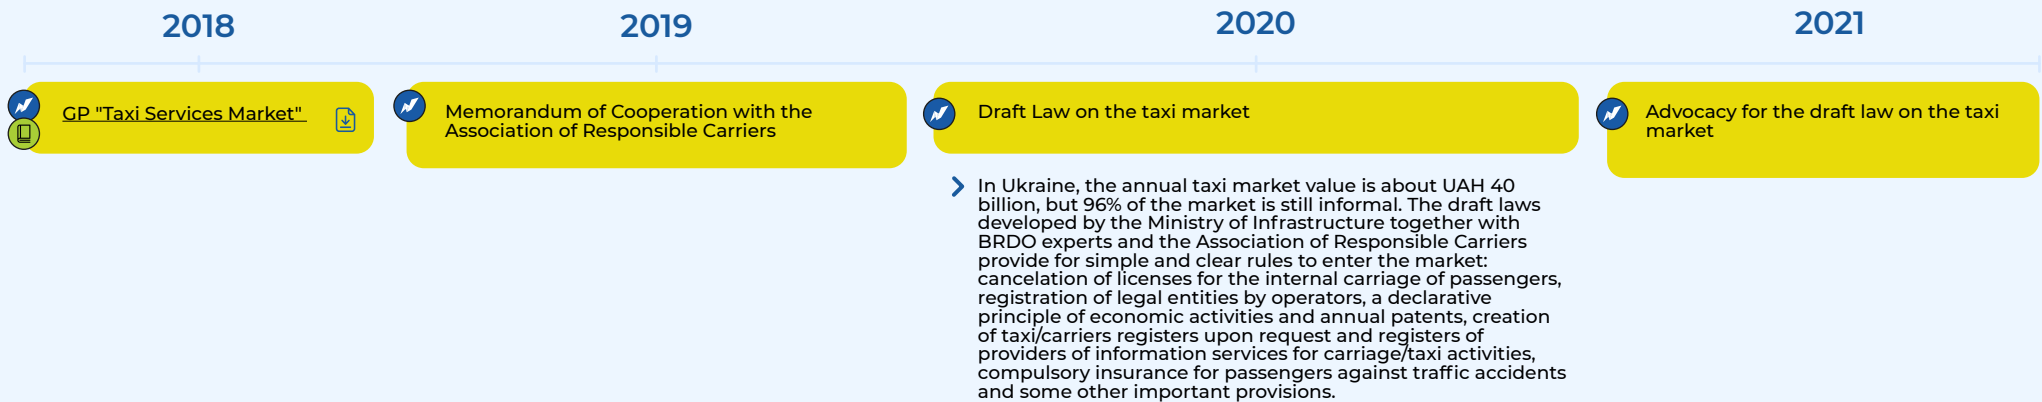 2018
2019
2020
2021
GP "Taxi Services Market"
Memorandum of Cooperation with the
Association of Responsible Carriers
Draft Law on the taxi market
Advocacy for the draft law on the taxi
market
In Ukraine, the annual taxi market value is about UAH 40
billion, but 96% of the market is still informal. The draft laws
developed by the Ministry of Infrastructure together with
BRDO experts and the Association of Responsible Carriers
provide for simple and clear rules to enter the market:
cancelation of licenses for the internal carriage of passengers,
registration of legal entities by operators, a declarative
principle of economic activities and annual patents, creation
of taxi/carriers registers upon request and registers of
providers of information services for carriage/taxi activities,
compulsory insurance for passengers against traffic accidents
and some other important provisions.